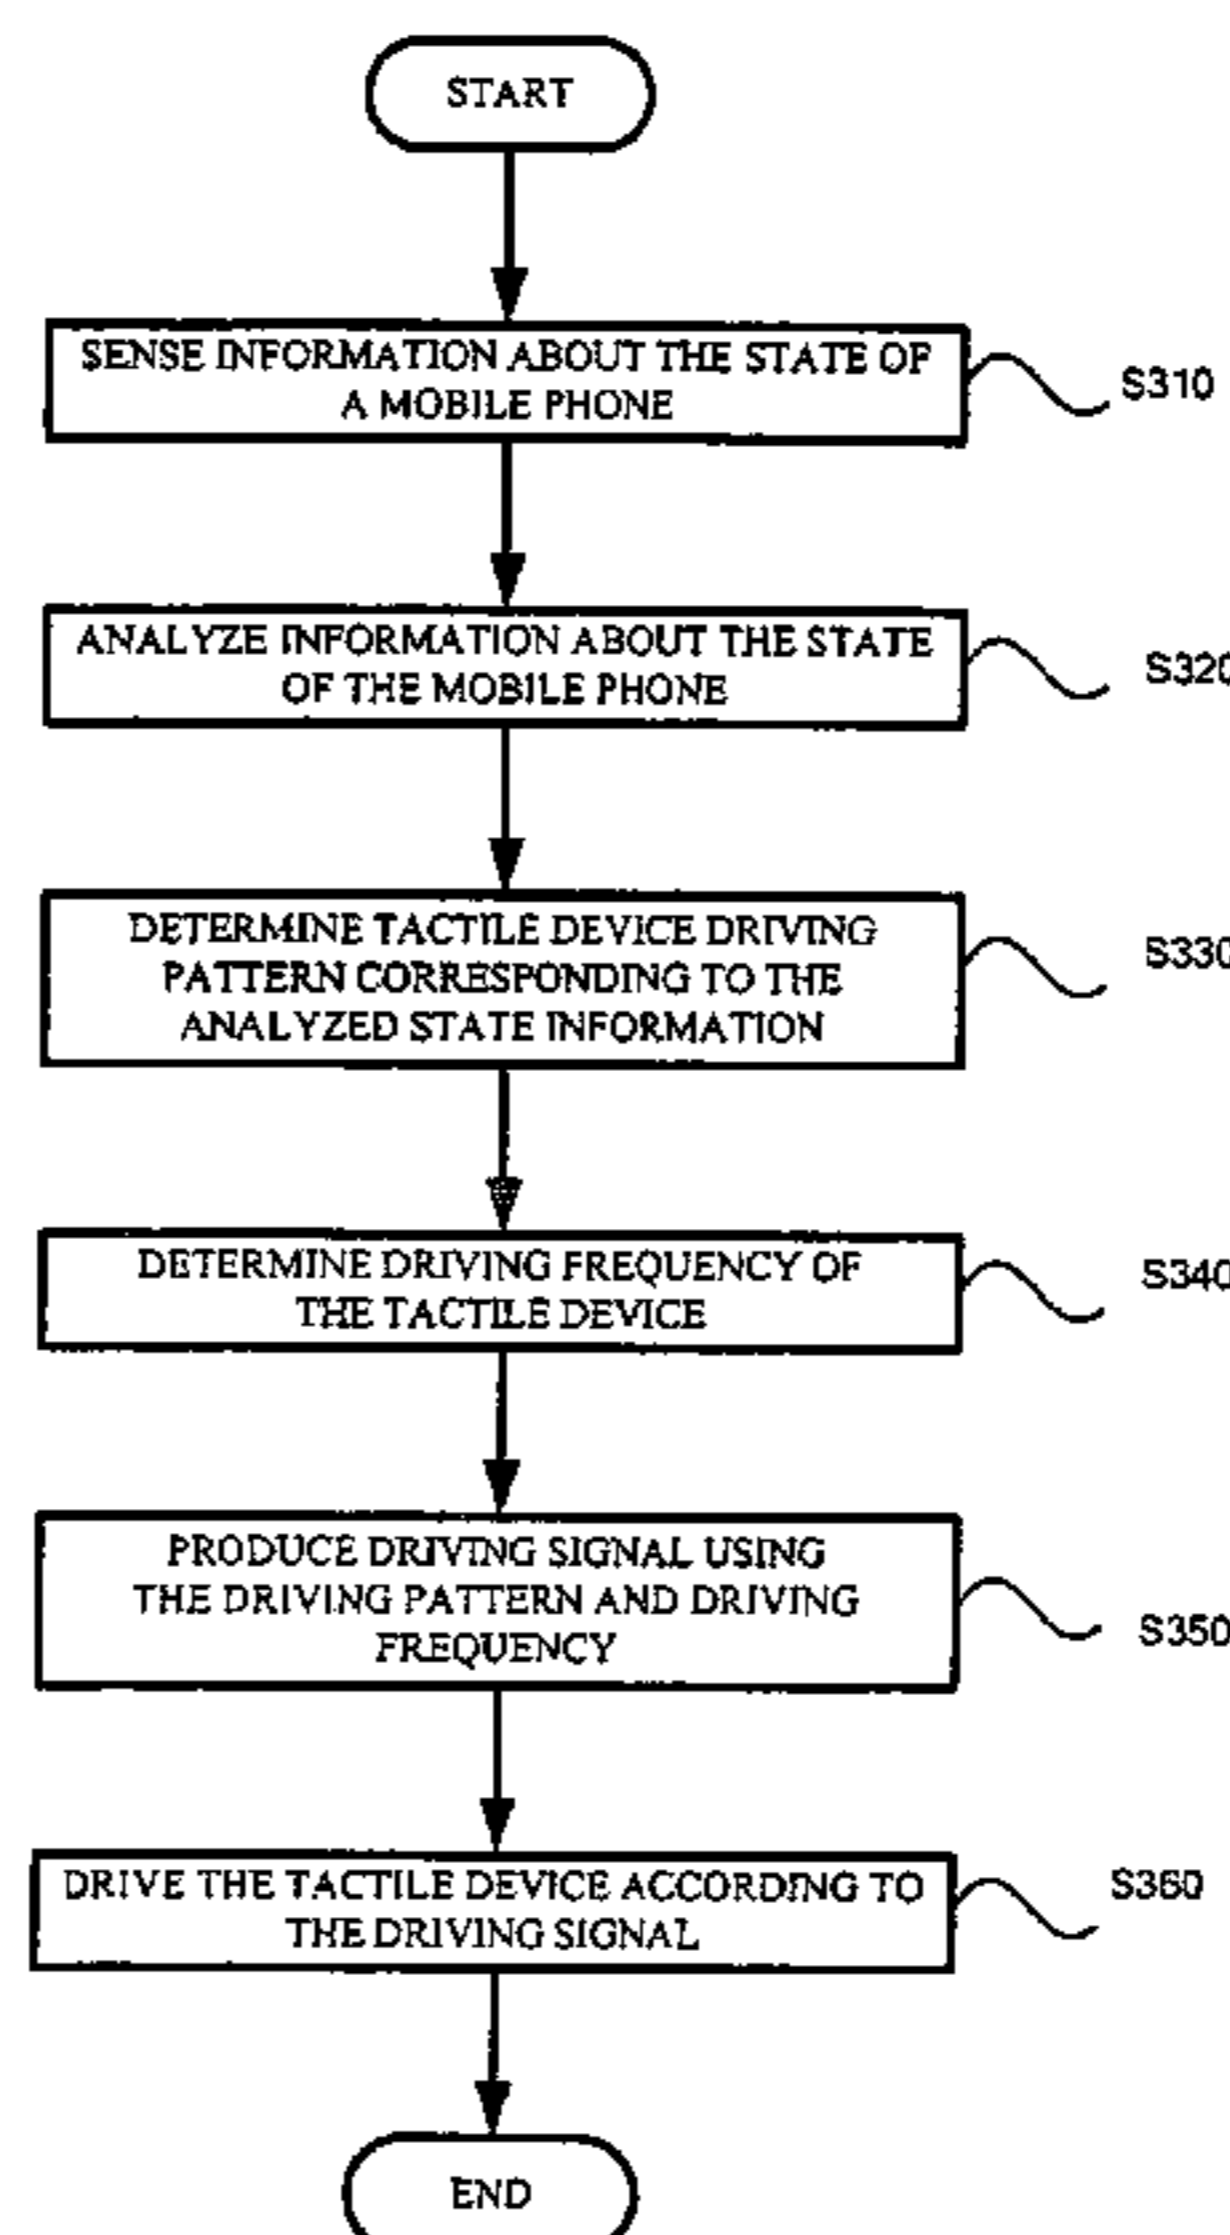 START
SENSE INFORMATION ABOUT THE STATE OF
A MOBILE PHONE
S310
ANALYZE INFORMATION ABOUT THE STATE
OF THE MOBILE PHONE
S320
DETERMINE TACTILE DEVICE DRIVING
PATTERN CORRESPONDING TO THE
ANALYZED STATE INFORMATION
S330
DETERMINE DRIVING FREQUENCY OF
THE TACTILE DEVICE
S340
PRODUCE DRIVING SIGNAL USING
THE DRIVING PATTERN AND DRIVING
FREQUENCY
S350
DRIVE THE TACTILE DEVICE ACCORDING TO
THE DRIVING SIGNAL
S360
END